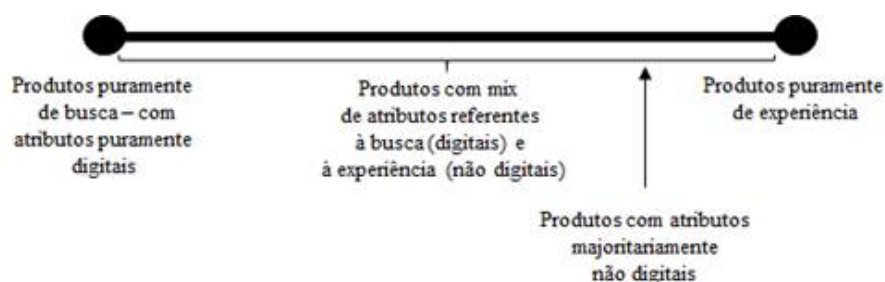 Produtos puramente
de busca – com
atributos puramente
digitais
Produtos com mix
de atributos referentes
à busca (digitais) e
à experiência (não digitais)
Produtos puramente
de experiência
Produtos com atributos
majoritariamente
não digitais